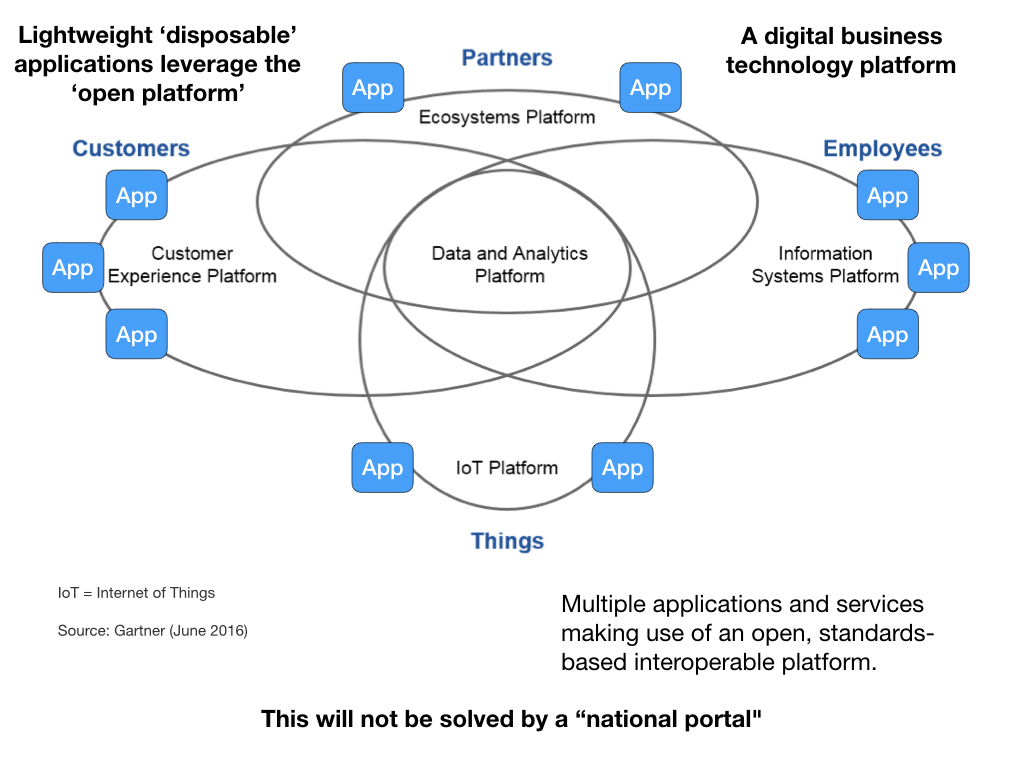 Lightweight ‘disposable’
applications leverage the
‘open platform’
A digital business
technology platform
Partners
App
App
Ecosystems Platform
Customers
Employees
App
App
App
Customer
Experience Platform
Data and Analytics
Platform
Information
Systems Platform
App
App
App
App
IoT Platform
App
Things
IoT = Internet of Things
Source: Gartner (June 2016)
Multiple applications and services
making use of an open, standards-
based interoperable platform.
This will not be solved by a “national portal"